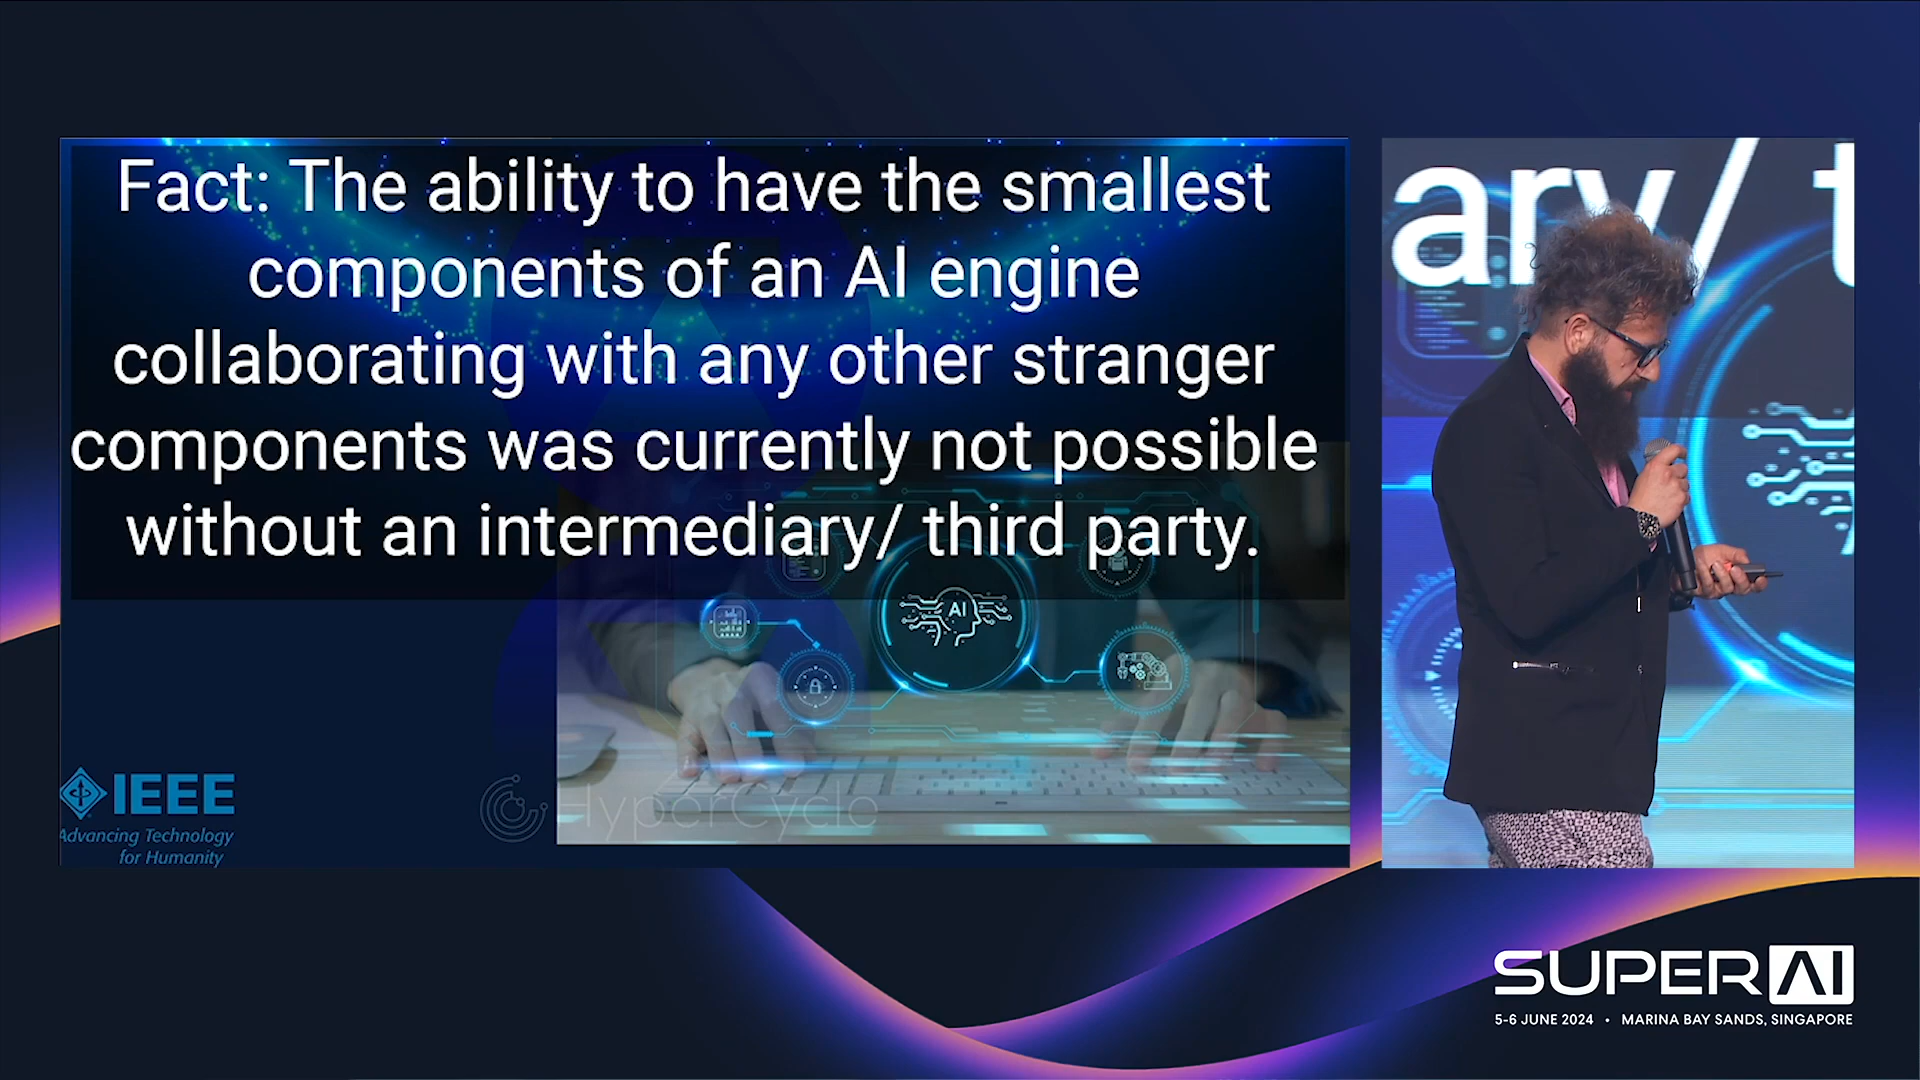 Fact: The ability to have the smallest
components of an AI engine
collaborating with any other stranger
components was currently not possible
without an intermediary/ third party.
AI
IEEE
Advancing Technology
for Humanity
HyperCycle
ary/ t
SUPER AI
5-6 JUNE 2024 • MARINA BAY SANDS, SINGAPORE